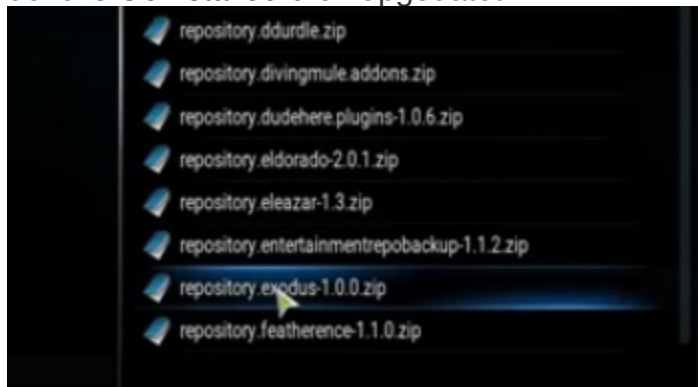 repository.ddurdle.zip
repository.divingmule.addons.zip
repository.dudehere.plugins-1.0.6.zip
repository.eldorado-2.0.1.zip
repository.eleazar-1.3.zip
repository.entertainmentrepobackup-1.1.2.zip
repository.exodus-1.0.0.zip
repository.featherence-1.1.0.zip